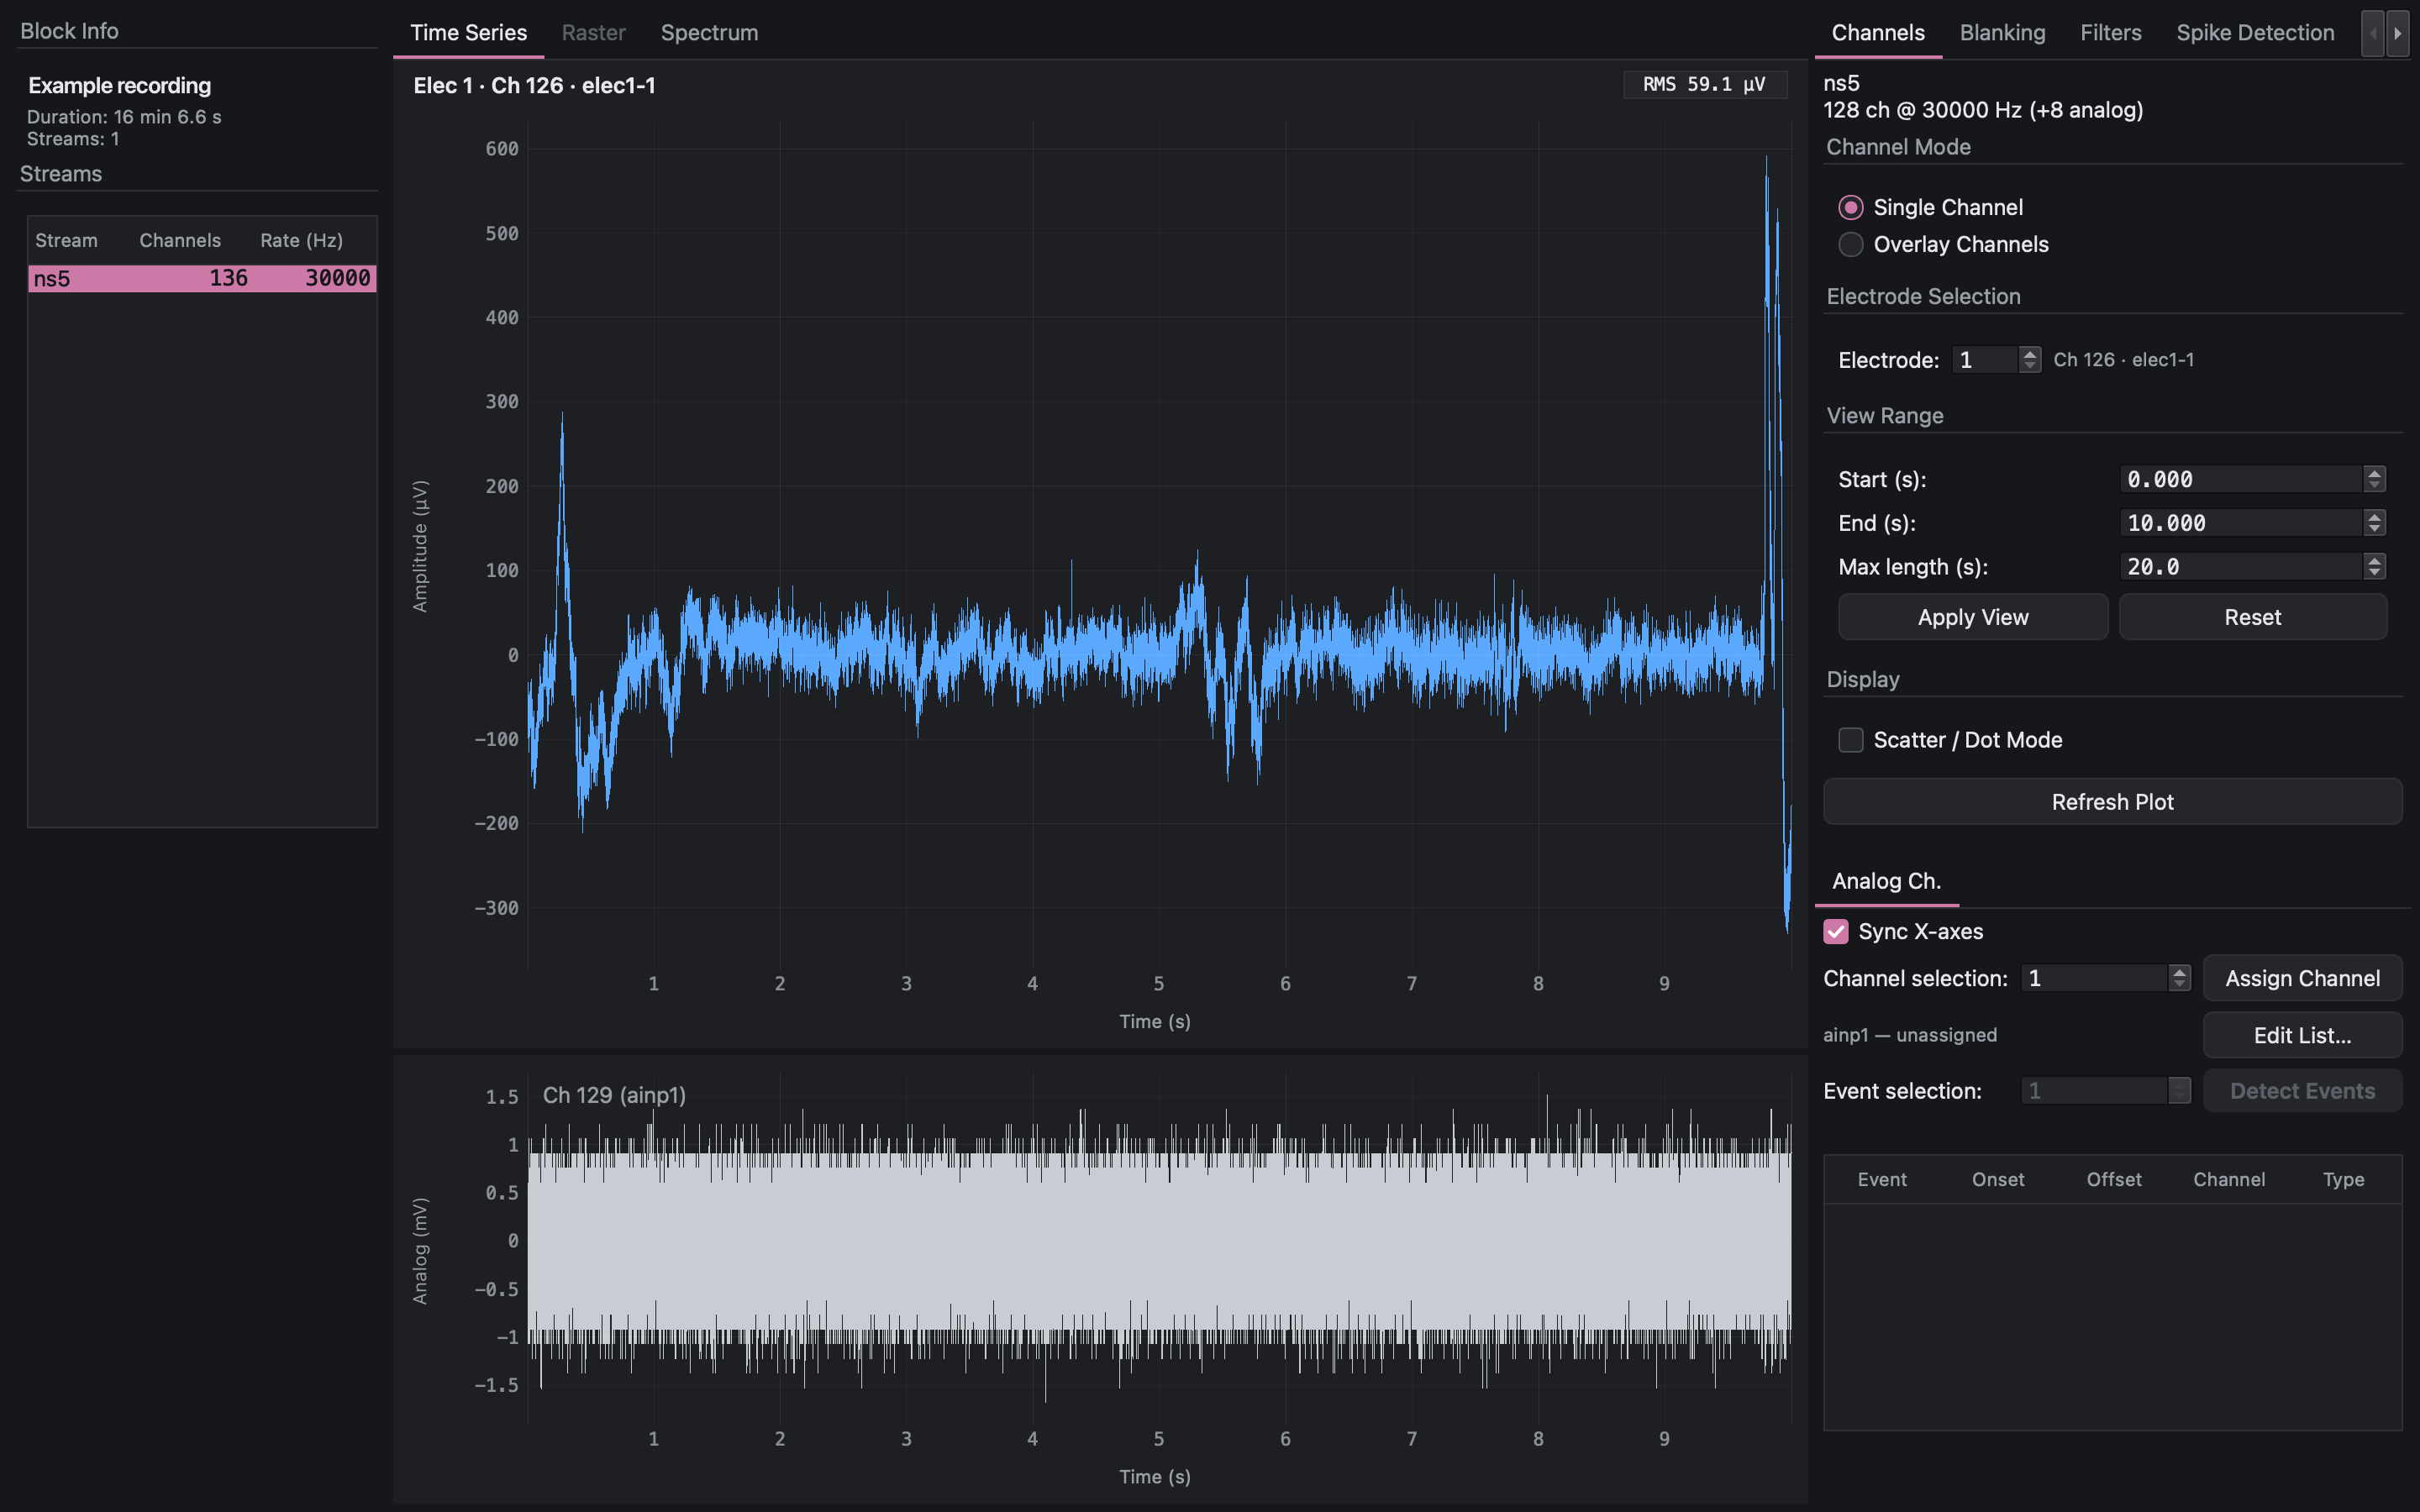 Block Info
Example recording
Duration: 16 min 6.6 s
Streams: 1
Streams
Stream Channels Rate (Hz)
ns5 136 30000
Time Series Raster Spectrum
Elec 1 · Ch 126 · elec1-1
RMS 59.1 µV
600
500
400
300
200
100
0
−100
−200
−300
Amplitude (µV)
1 2 3 4 5 6 7 8 9
Time (s)
Ch 129 (ainp1)
1.5
1
0.5
0
−0.5
−1
−1.5
Analog (mV)
1 2 3 4 5 6 7 8 9
Time (s)
Channels Blanking Filters Spike Detection
ns5
128 ch @ 30000 Hz (+8 analog)
Channel Mode
Single Channel
Overlay Channels
Electrode Selection
Electrode: 1 Ch 126 · elec1-1
View Range
Start (s): 0.000
End (s): 10.000
Max length (s): 20.0
Apply View Reset
Display
Scatter / Dot Mode
Refresh Plot
Analog Ch.
Sync X-axes
Channel selection: 1 Assign Channel
ainp1 — unassigned Edit List...
Event selection: 1 Detect Events
Event Onset Offset Channel Type